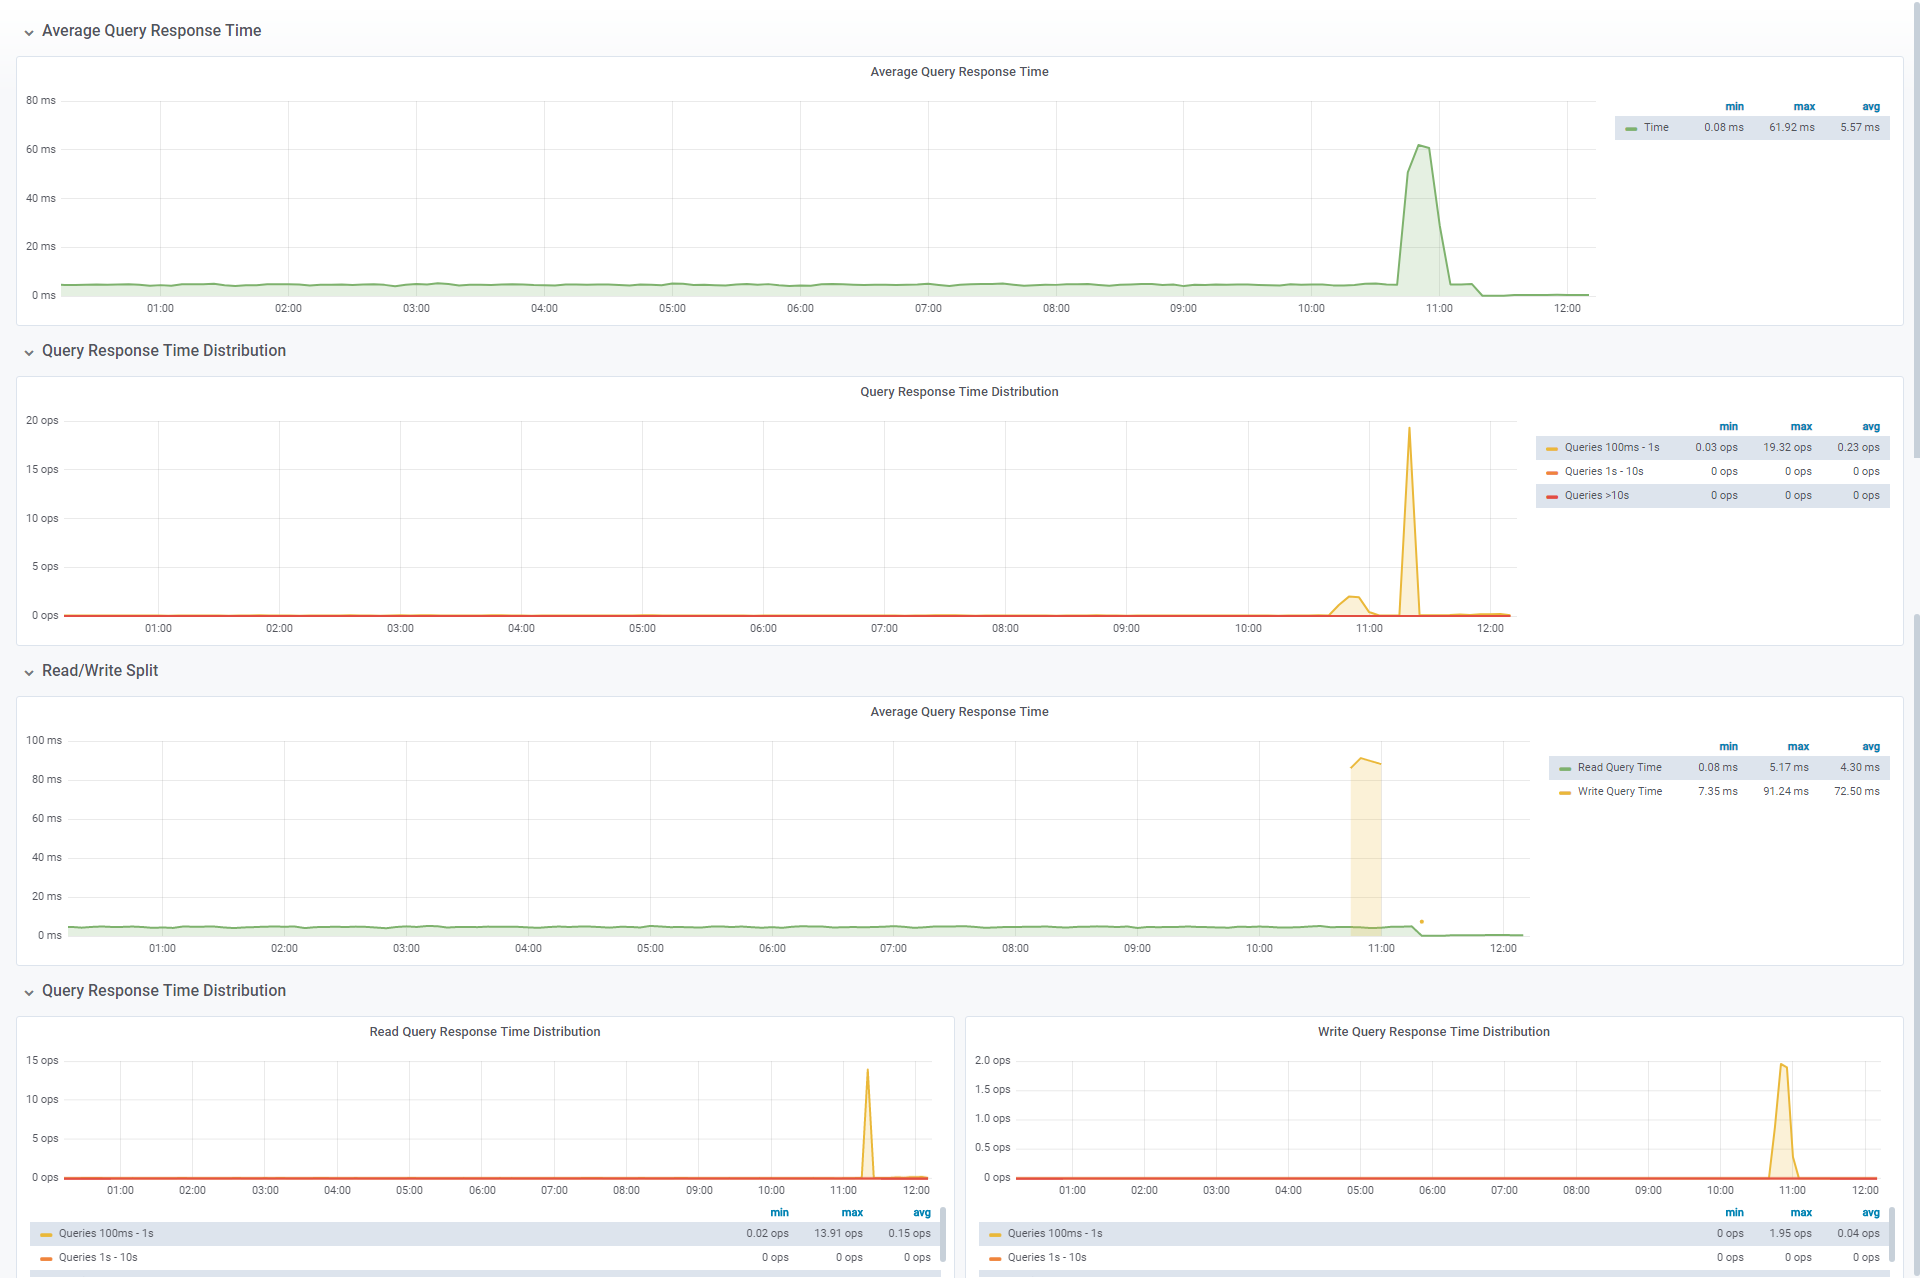 Average Query Response Time
Average Query Response Time
80 ms
60 ms
40 ms
20 ms
0 ms
01:00 02:00 03:00 04:00 05:00 06:00 07:00 08:00 09:00 10:00 11:00 12:00
min max avg
Time 0.08 ms 61.92 ms 5.57 ms
Query Response Time Distribution
Query Response Time Distribution
20 ops
15 ops
10 ops
5 ops
0 ops
01:00 02:00 03:00 04:00 05:00 06:00 07:00 08:00 09:00 10:00 11:00 12:00
min max avg
Queries 100ms - 1s 0.03 ops 19.32 ops 0.23 ops
Queries 1s - 10s 0 ops 0 ops 0 ops
Queries >10s 0 ops 0 ops 0 ops
Read/Write Split
Average Query Response Time
100 ms
80 ms
60 ms
40 ms
20 ms
0 ms
01:00 02:00 03:00 04:00 05:00 06:00 07:00 08:00 09:00 10:00 11:00 12:00
min max avg
Read Query Time 0.08 ms 5.17 ms 4.30 ms
Write Query Time 7.35 ms 91.24 ms 72.50 ms
Query Response Time Distribution
Read Query Response Time Distribution
15 ops
10 ops
5 ops
0 ops
01:00 02:00 03:00 04:00 05:00 06:00 07:00 08:00 09:00 10:00 11:00 12:00
min max avg
Queries 100ms - 1s 0.02 ops 13.91 ops 0.15 ops
Queries 1s - 10s 0 ops 0 ops 0 ops
Write Query Response Time Distribution
2.0 ops
1.5 ops
1.0 ops
0.5 ops
0 ops
01:00 02:00 03:00 04:00 05:00 06:00 07:00 08:00 09:00 10:00 11:00 12:00
min max avg
Queries 100ms - 1s 0 ops 1.95 ops 0.04 ops
Queries 1s - 10s 0 ops 0 ops 0 ops